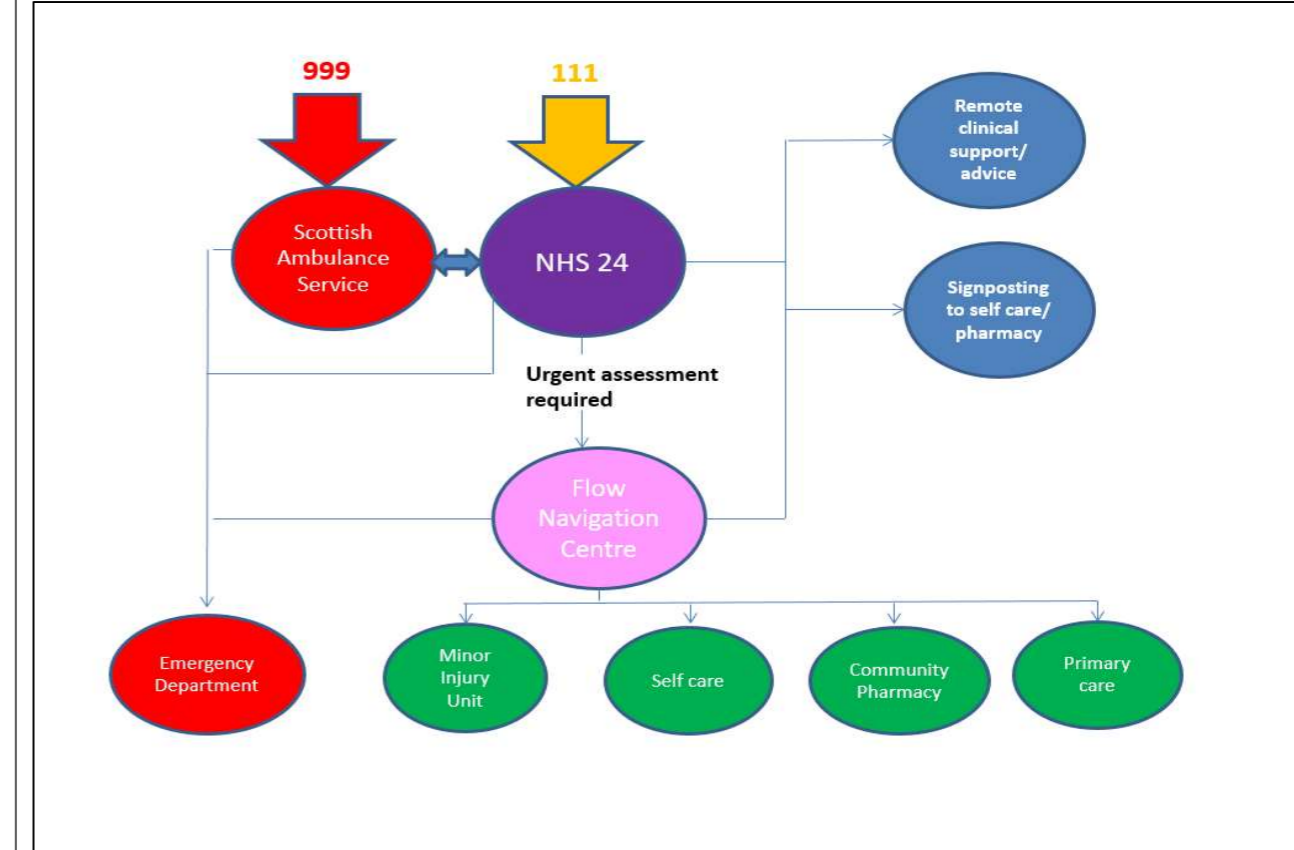 999
111
Remote
clinical
support/
advice
Scottish
Ambulance
Service
NHS 24
Signposting
to self care/
pharmacy
Urgent assessment
required
Flow
Navigation
Centre
Emergency
Department
Minor
Injury
Unit
Self care
Community
Pharmacy
Primary
care